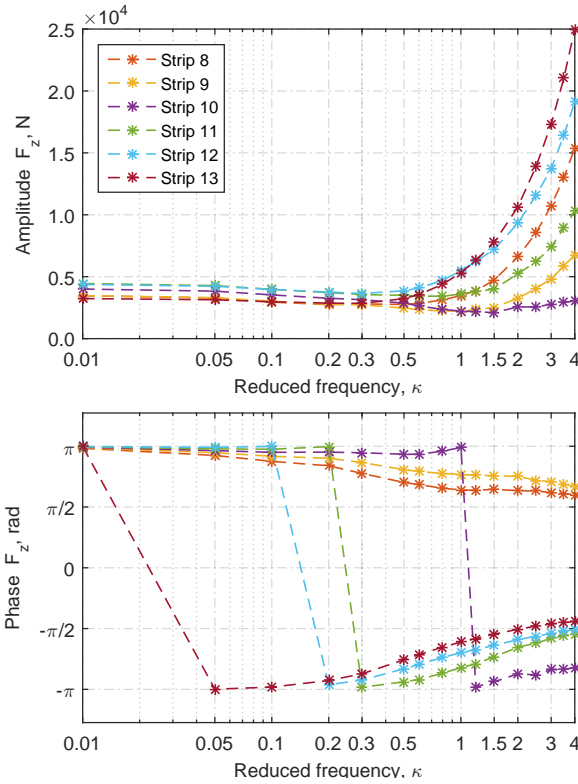 ×10⁴
2.5
2.0
1.5
1.0
0.5
0.0
Amplitude F_z, N
Strip 8
Strip 9
Strip 10
Strip 11
Strip 12
Strip 13
0.01 0.05 0.1 0.2 0.3 0.5 1 1.5 2 3 4
Reduced frequency, κ
π
π/2
0
-π/2
-π
Phase F_z, rad
0.01 0.05 0.1 0.2 0.3 0.5 1 1.5 2 3 4
Reduced frequency, κ